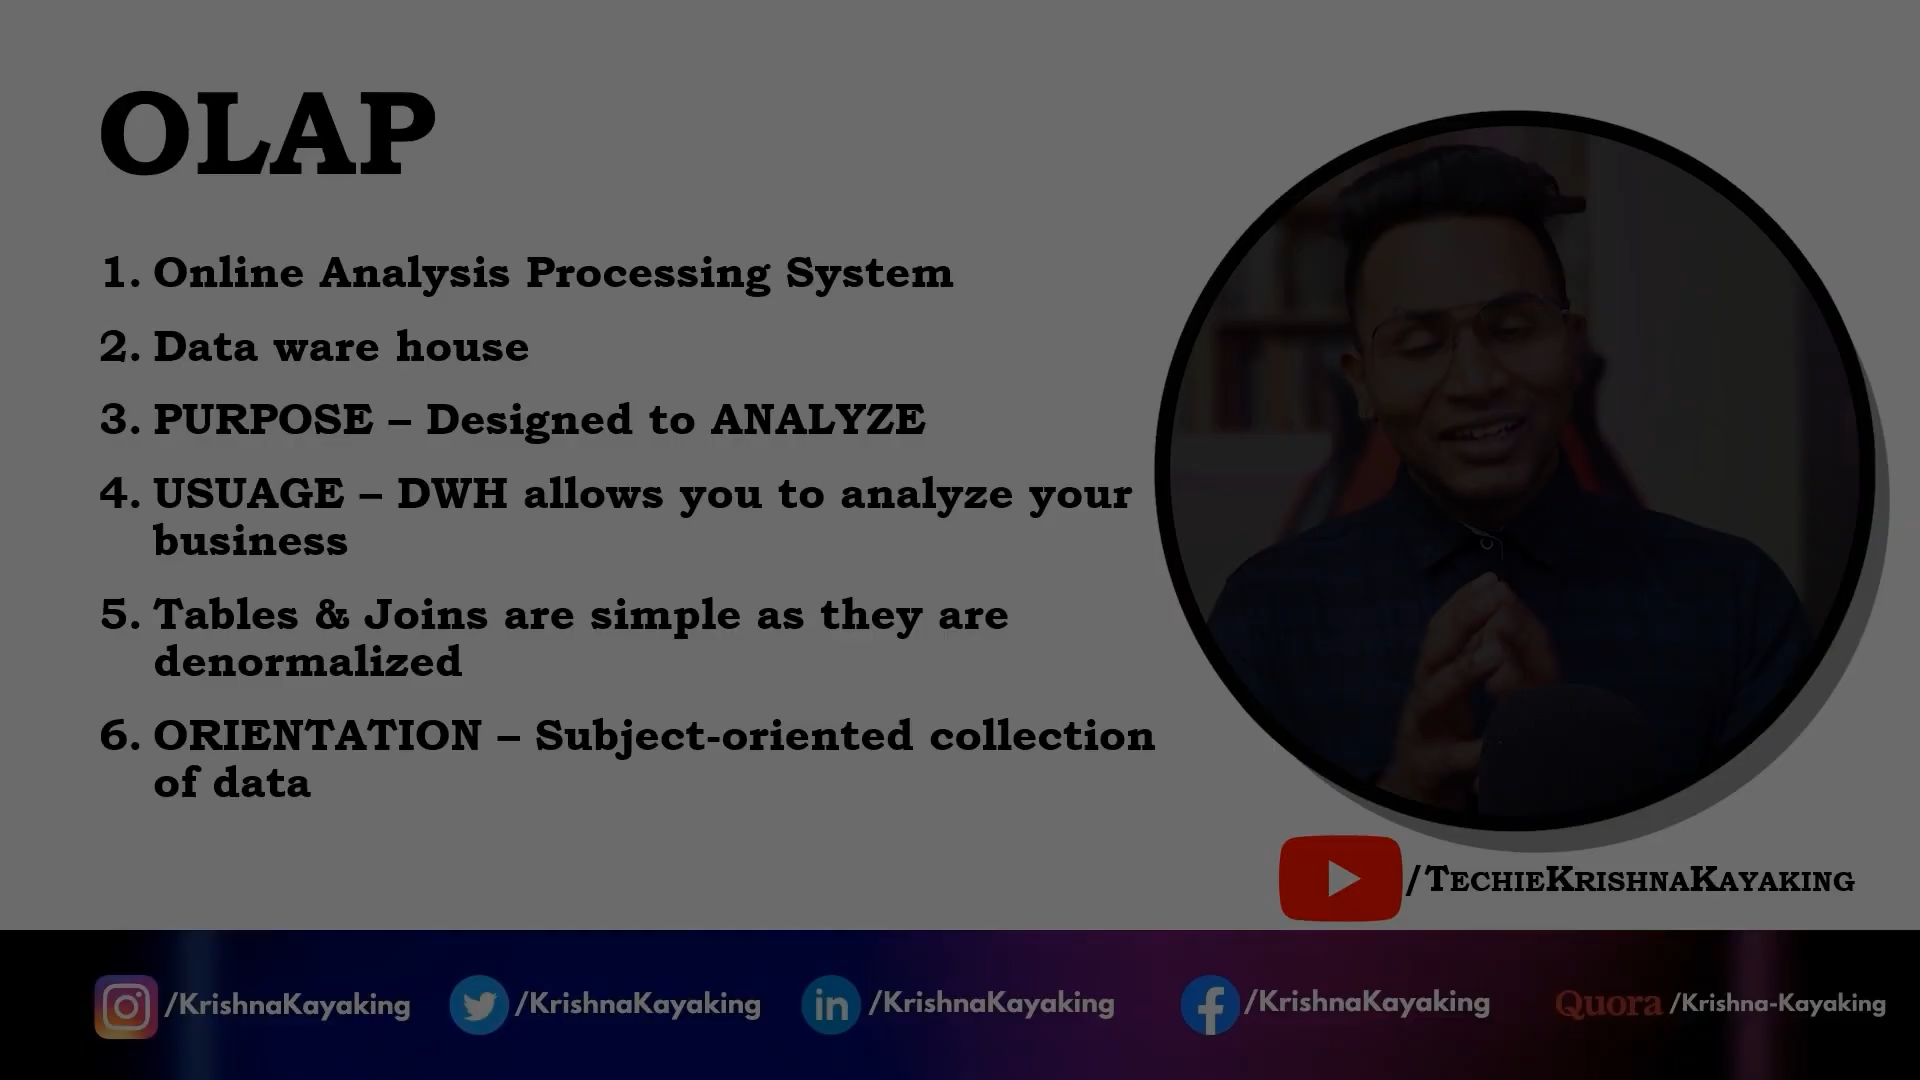 OLAP
1. Online Analysis Processing System
2. Data ware house
3. PURPOSE – Designed to ANALYZE
4. USUAGE – DWH allows you to analyze your
business
5. Tables & Joins are simple as they are
denormalized
6. ORIENTATION – Subject-oriented collection
of data
/TECHIEKRISHNAKAYAKING
/KrishnaKayaking /KrishnaKayaking in /KrishnaKayaking f /KrishnaKayaking Quora /Krishna-Kayaking